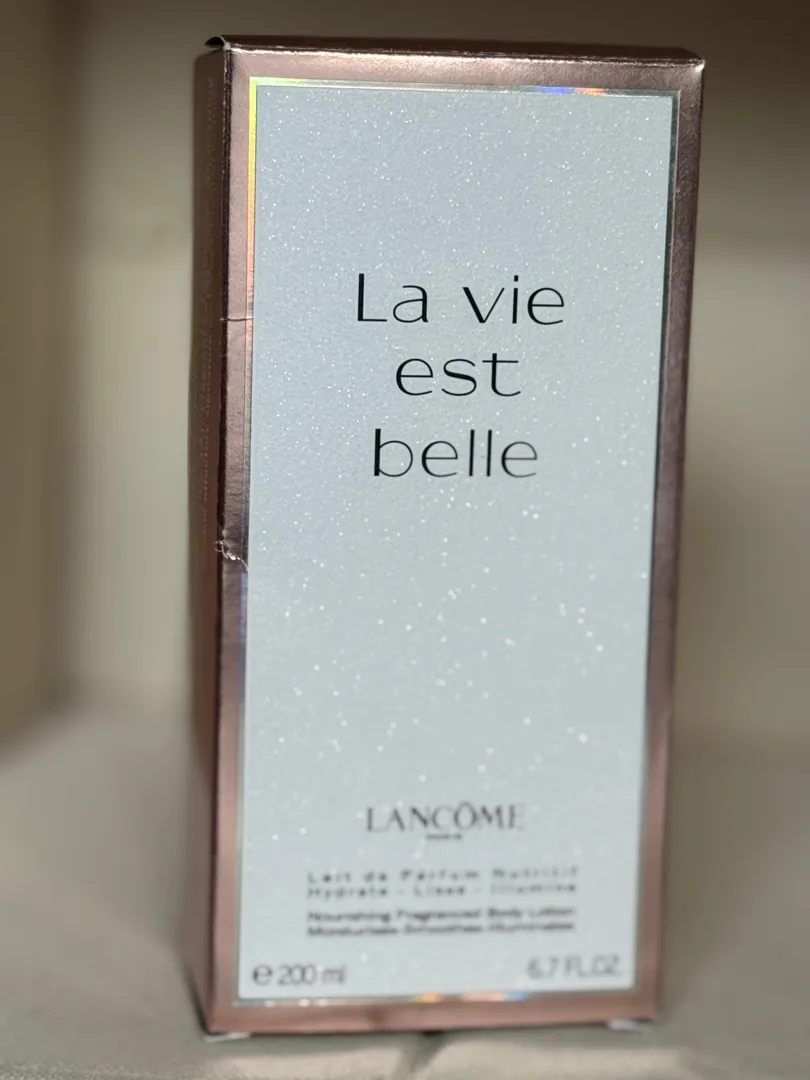 La vie
est
belle
LANCÔME
PARIS
Lait de Parfum Nutritif
Hydrate - Lisse - Illumine
Nourishing Fragranced Body Lotion
Moisturises-Smoothes-Illuminates
e 200 ml
6.7 FL.OZ